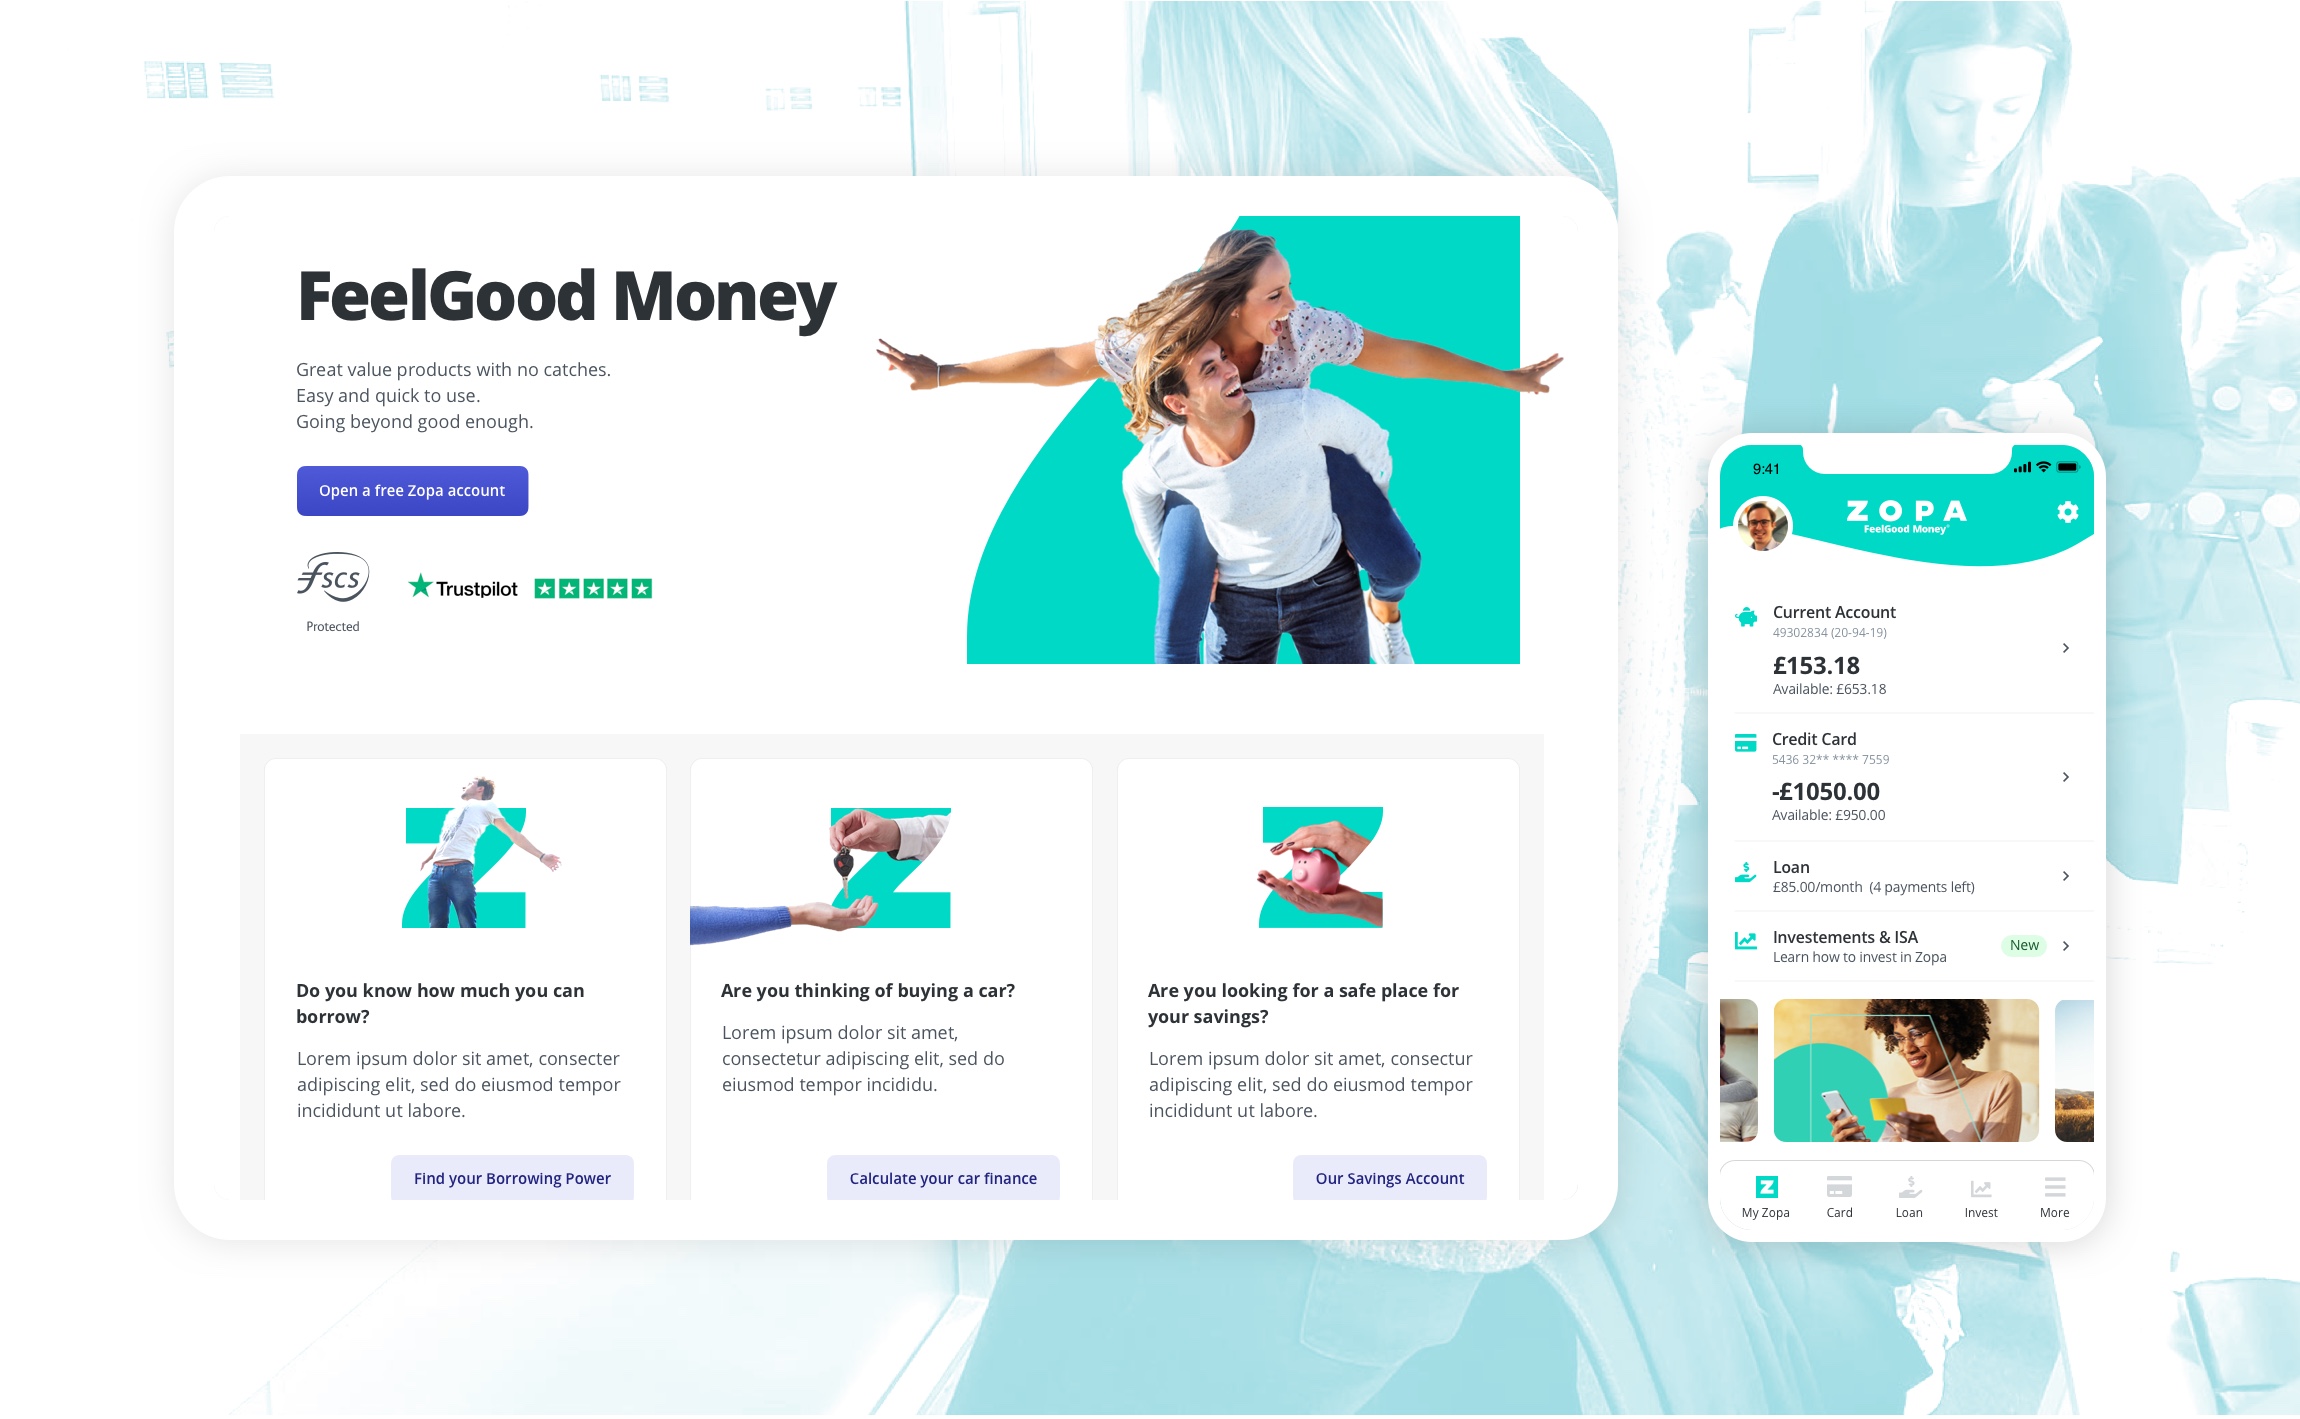 FeelGood Money
Great value products with no catches.
Easy and quick to use.
Going beyond good enough.
Open a free Zopa account
fscs
Protected
Trustpilot
Do you know how much you can
borrow?
Lorem ipsum dolor sit amet, consecter
adipiscing elit, sed do eiusmod tempor
incididunt ut labore.
Find your Borrowing Power
Are you thinking of buying a car?
Lorem ipsum dolor sit amet,
consectetur adipiscing elit, sed do
eiusmod tempor incididu.
Calculate your car finance
Are you looking for a safe place for
your savings?
Lorem ipsum dolor sit amet, consectur
adipiscing elit, sed do eiusmod tempor
incididunt ut labore.
Our Savings Account
9:41
ZOPA
FeelGood Money®
Current Account
49302834 (20-94-19)
£153.18
Available: £653.18
Credit Card
5436 32** **** 7559
-£1050.00
Available: £950.00
Loan
£85.00/month (4 payments left)
Investements & ISA
New
Learn how to invest in Zopa
Z
My Zopa
Card
Loan
Invest
More